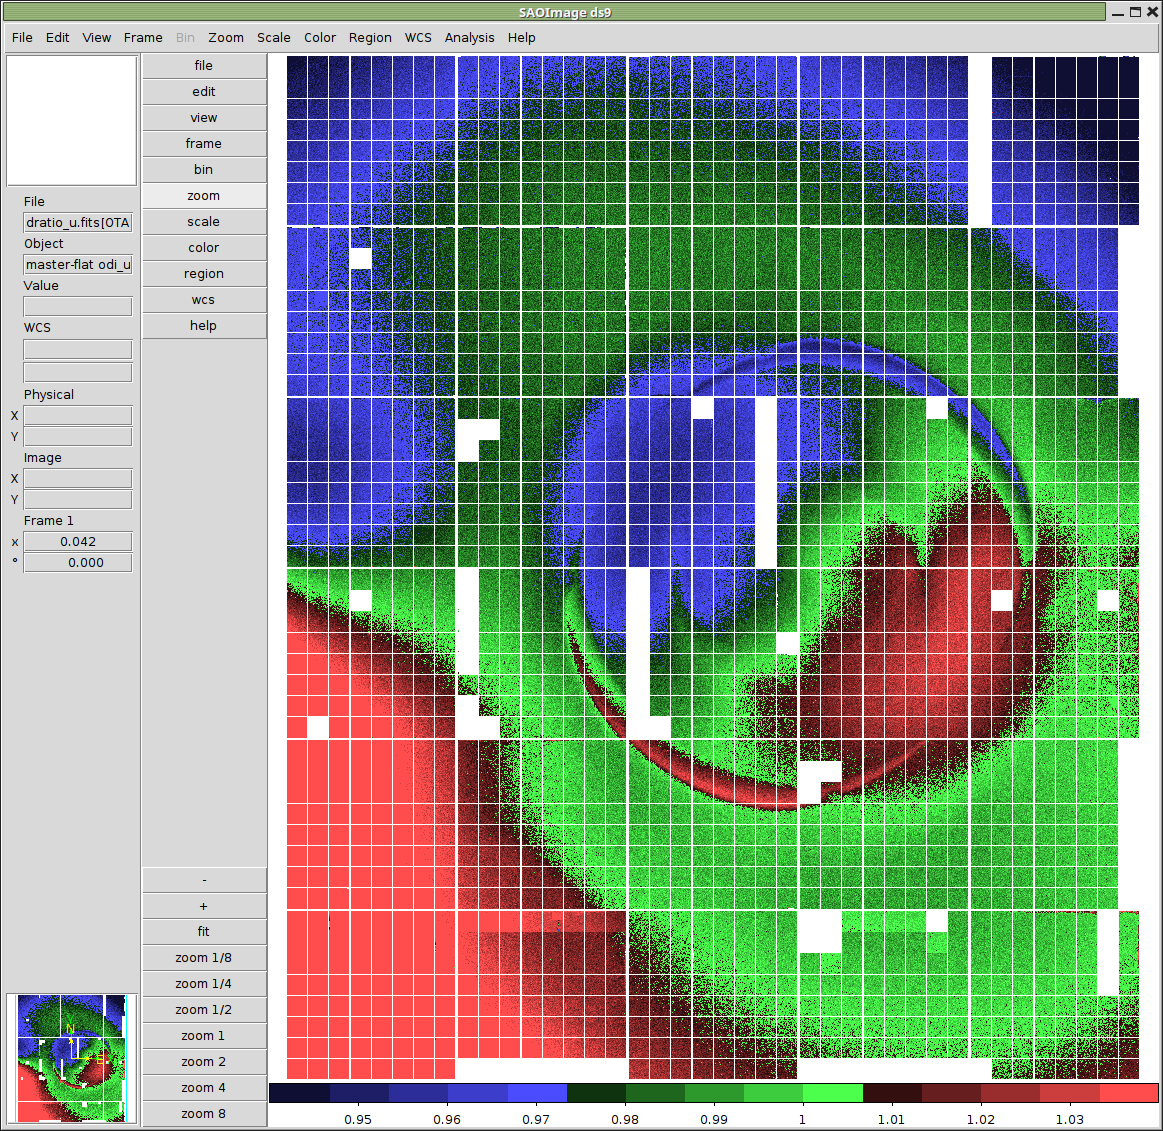 SAOImage ds9
File Edit View Frame Bin Zoom Scale Color Region WCS Analysis Help
File
dratio_u.fits[OTA
Object
master-flat odi_u
Value
WCS
Physical
X
Y
Image
X
Y
Frame 1
x 0.042
° 0.000
file
edit
view
frame
bin
zoom
scale
color
region
wcs
help
-
+
fit
zoom 1/8
zoom 1/4
zoom 1/2
zoom 1
zoom 2
zoom 4
zoom 8
N
0.95 0.96 0.97 0.98 0.99 1 1.01 1.02 1.03